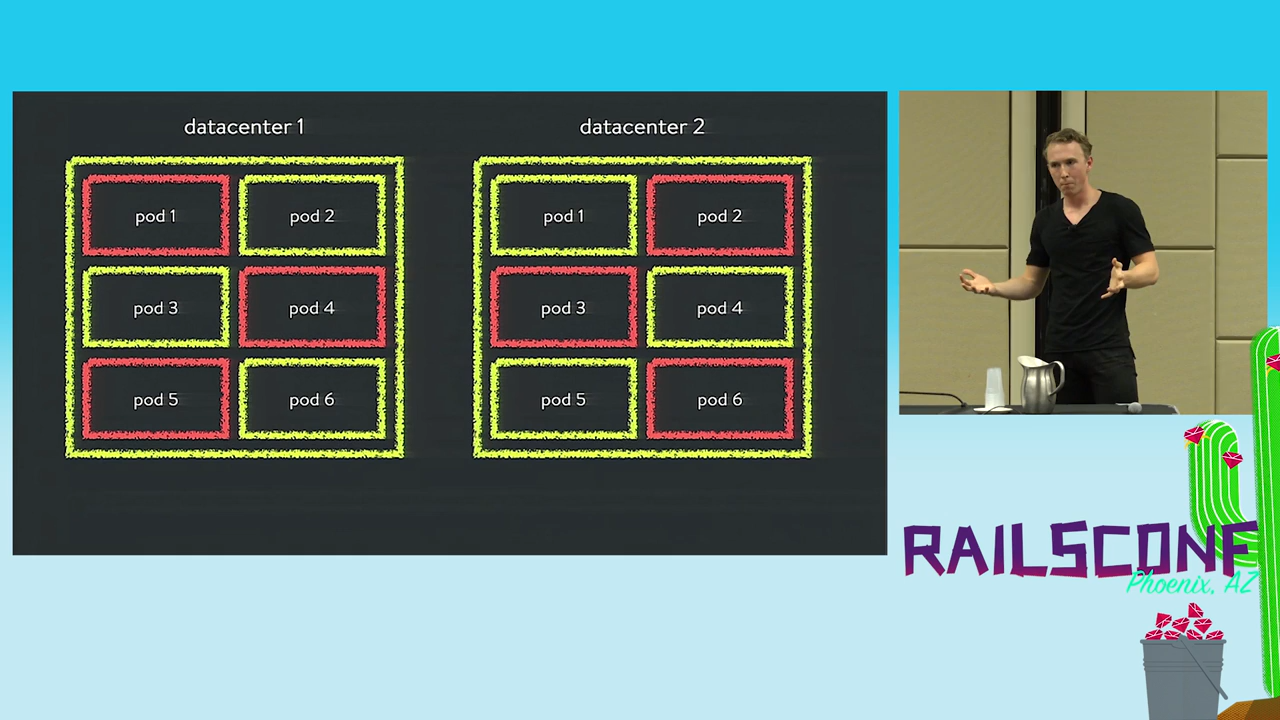 datacenter 1
datacenter 2
pod 1
pod 2
pod 3
pod 4
pod 5
pod 6
pod 1
pod 2
pod 3
pod 4
pod 5
pod 6
RAILSCONF
Phoenix, AZ